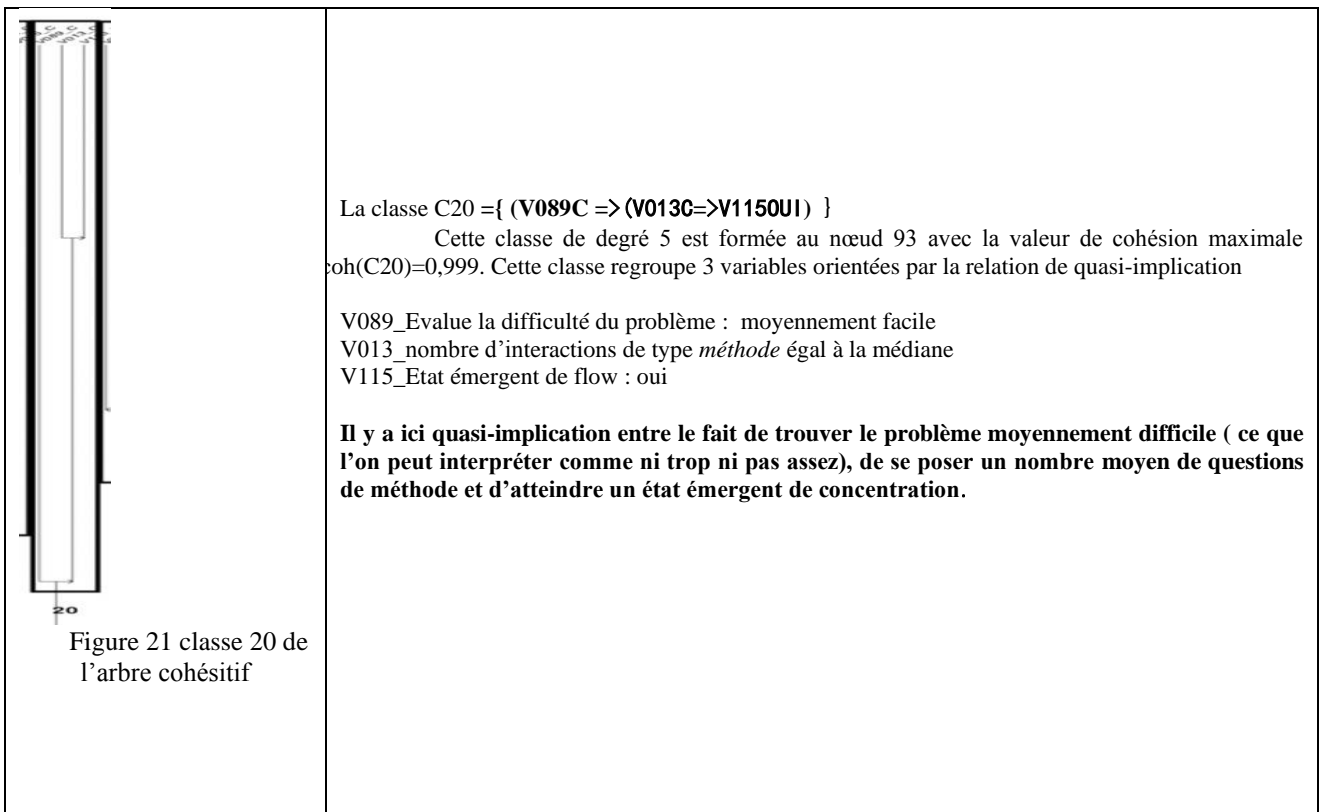 V089_C
V013_C
20
Figure 21 classe 20 de
l’arbre cohésitif
La classe C20 ={ (V089C =>(V013C=>V115OUI) }
Cette classe de degré 5 est formée au nœud 93 avec la valeur de cohésion maximale
coh(C20)=0,999. Cette classe regroupe 3 variables orientées par la relation de quasi-implication
V089_Evalue la difficulté du problème : moyennement facile
V013_nombre d’interactions de type méthode égal à la médiane
V115_Etat émergent de flow : oui
Il y a ici quasi-implication entre le fait de trouver le problème moyennement difficile ( ce que
l’on peut interpréter comme ni trop ni pas assez), de se poser un nombre moyen de questions
de méthode et d’atteindre un état émergent de concentration.